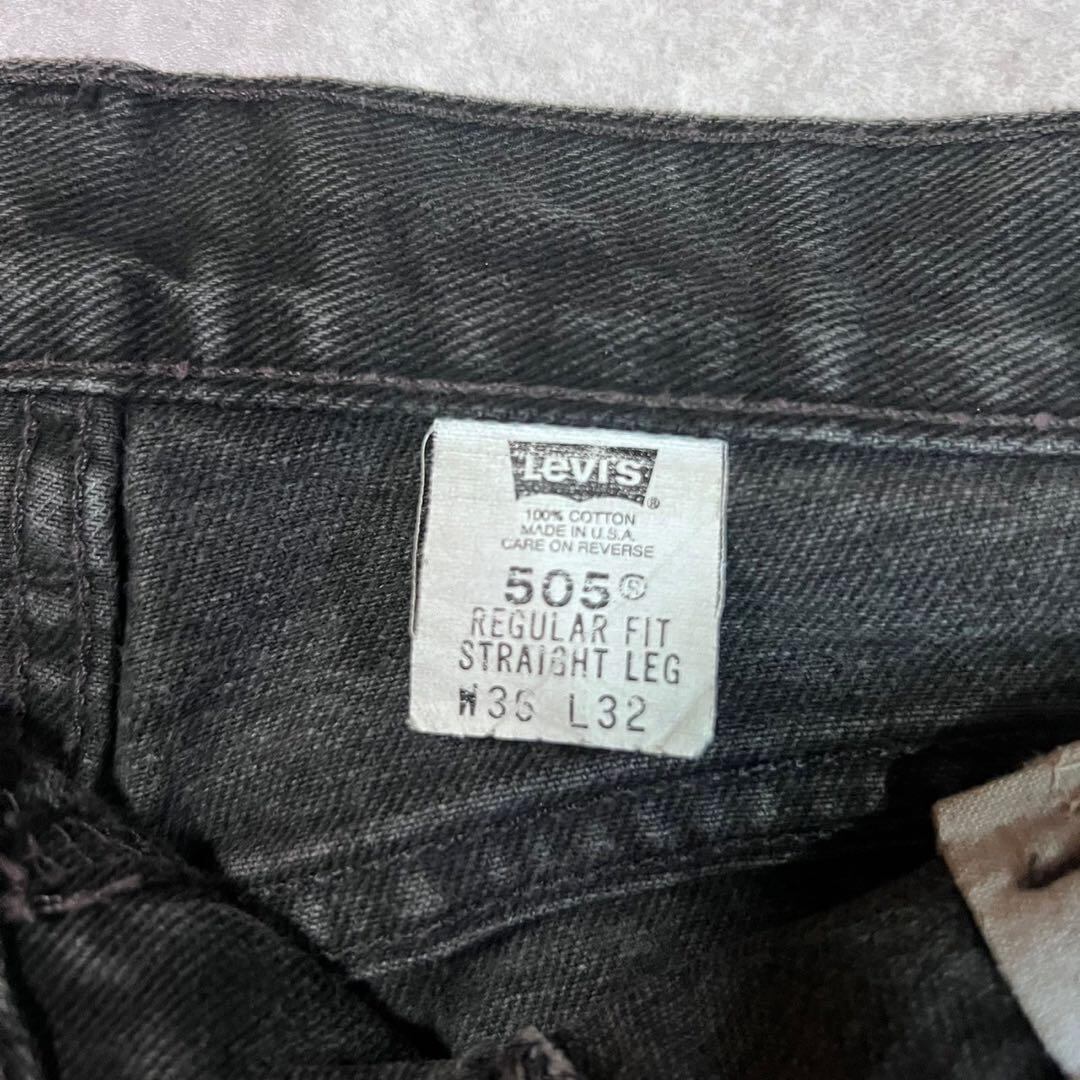 Levi's ®
100% COTTON
MADE IN U.S.A.
CARE ON REVERSE
505®
REGULAR FIT
STRAIGHT LEG
W36 L32